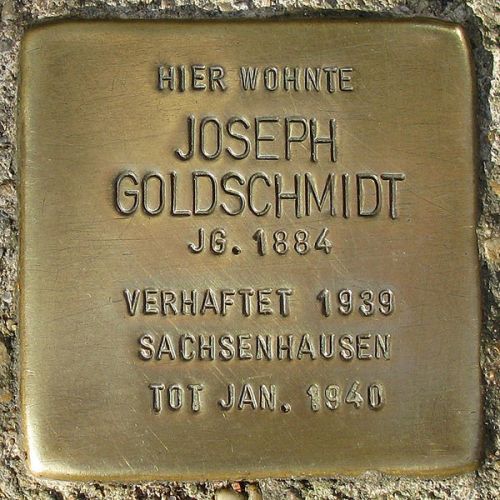 HIER WOHNTE
JOSEPH
GOLDSCHMIDT
JG. 1884
VERHAFTET 1939
SACHSENHAUSEN
TOT JAN. 1940